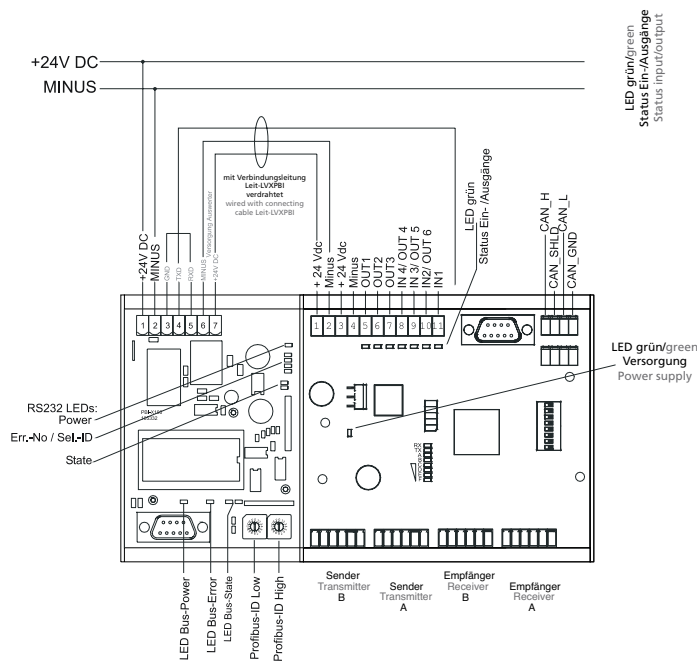 +24V DC
MINUS
LED grün/green
Status Ein-/Ausgänge
Status input/output
mit Verbindungsleitung
Leit-LVXPBI
verdrahtet
wired with connecting
cable Leit-LVXPBI
+24V DC
MINUS
GND
TXD
RXD
MINUS
Versorgung Auswerter
+24V DC
+ 24 Vdc
Minus
+ 24 Vdc
Minus
OUT1
OUT2
OUT3
IN 4/ OUT 4
IN 3/ OUT 5
IN2/ OUT 6
IN1
LED grün
Status Ein- /Ausgänge
CAN_H
CAN_SHLD
CAN_L
CAN_GND
1 2 3 4 5 6 7
1 2 3 4 5 6 7 8 9 10 11
LED grün/green
Versorgung
Power supply
RS232 LEDs:
Power
Err.-No / Sel.-ID
State
LED Bus-Power
LED Bus-Error
LED Bus-State
Profibus-ID Low
Profibus-ID High
Sender
Transmitter
B
Sender
Transmitter
A
Empfänger
Receiver
B
Empfänger
Receiver
A